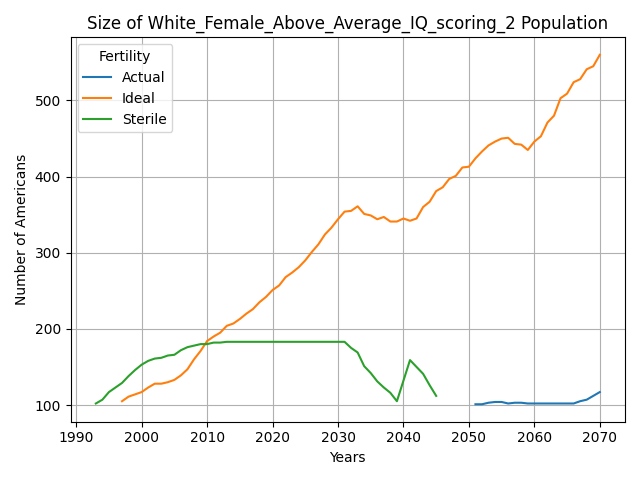 Size of White_Female_Above_Average_IQ_scoring_2 Population
Fertility
Actual
Ideal
Sterile
Number of Americans
500
400
300
200
100
1990 2000 2010 2020 2030 2040 2050 2060 2070
Years